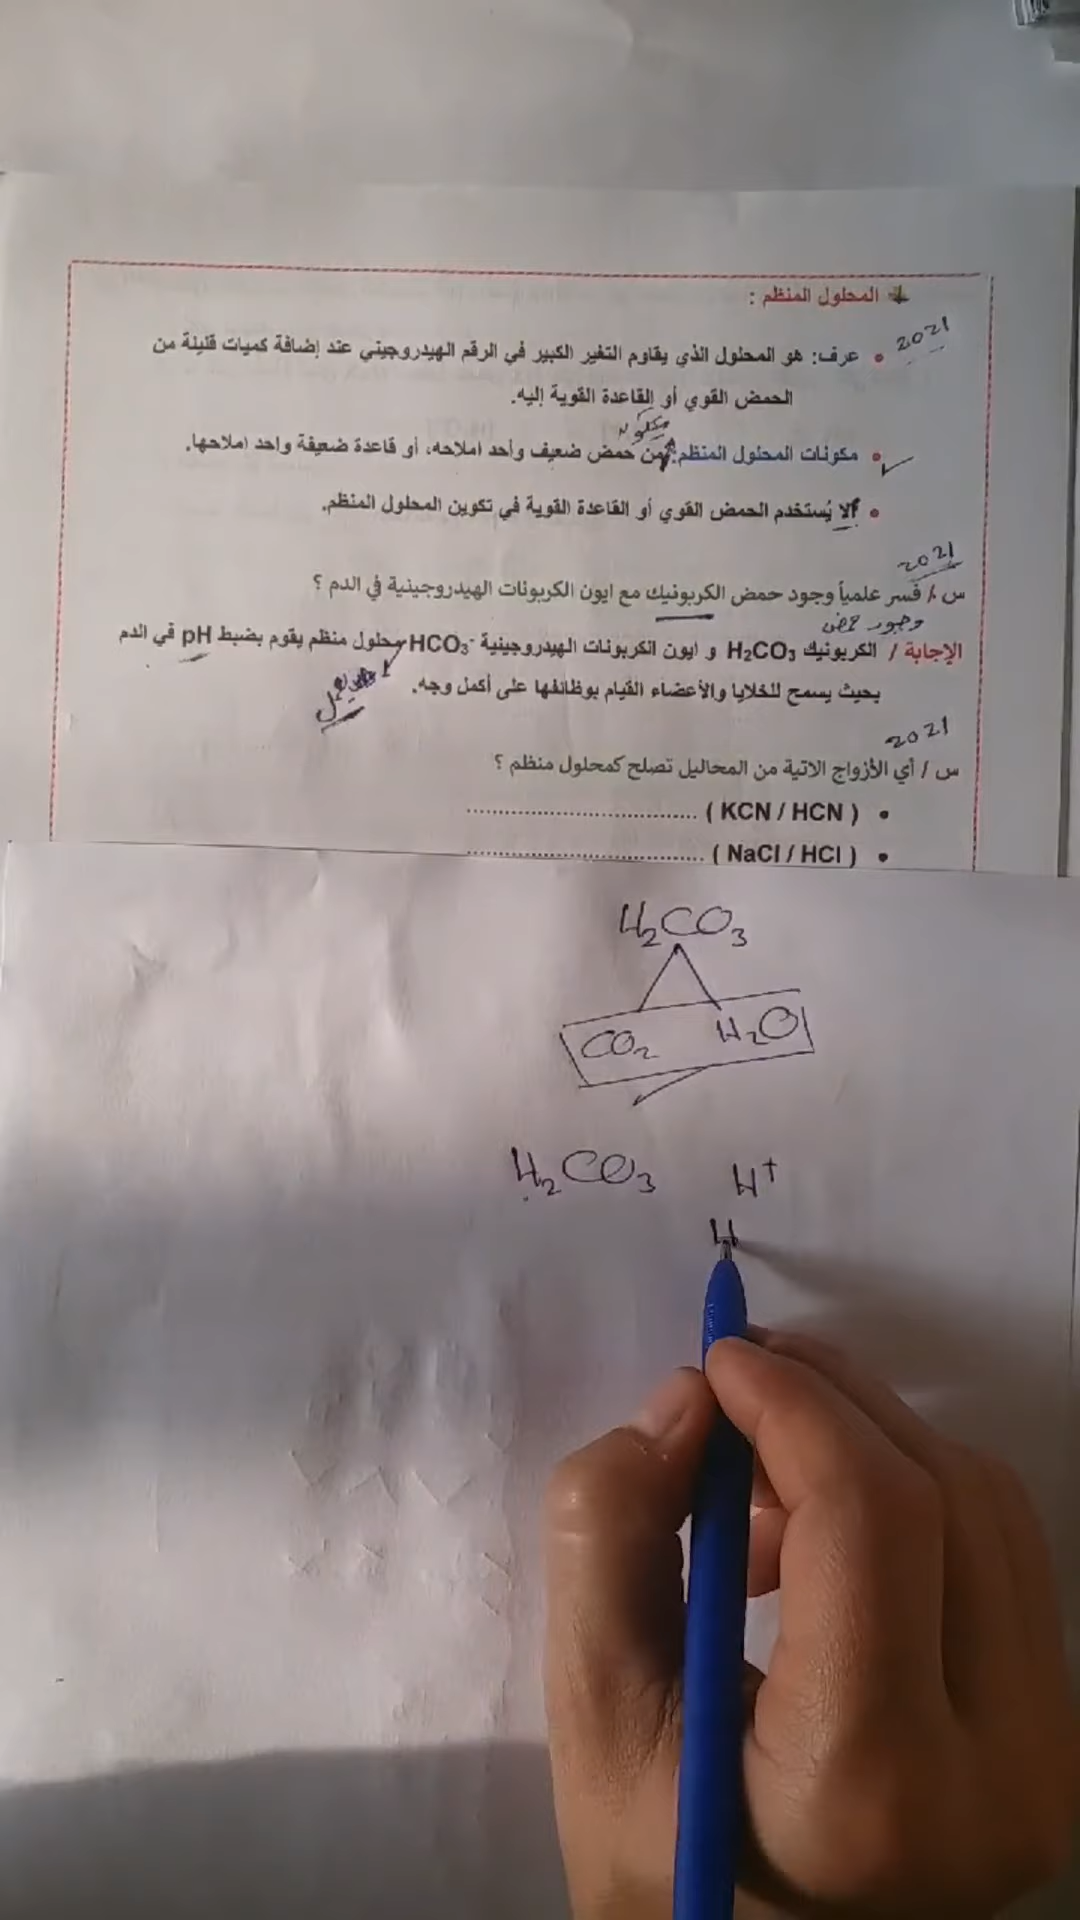 المحلول المنظم :
2021
• عرف: هو المحلول الذي يقاوم التغير الكبير في الرقم الهيدروجيني عند إضافة كميات قليلة من
الحمض القوي أو القاعدة القوية إليه.
• مكونات المحلول المنظم: من حمض ضعيف وأحد املاحه، أو قاعدة ضعيفة واحد املاحها.
• لا يُستخدم الحمض القوي أو القاعدة القوية في تكوين المحلول المنظم.
2021
س / فسر علمياً وجود حمض الكربونيك مع ايون الكربونات الهيدروجينية في الدم ؟
وجود حمض
الإجابة / الكربونيك H₂CO₃ و ايون الكربونات الهيدروجينية HCO₃⁻ محلول منظم يقوم بضبط pH في الدم
بحيث يسمح للخلايا والأعضاء القيام بوظائفها على أكمل وجه.
2021
س / أي الأزواج الاتية من المحاليل تصلح كمحلول منظم ؟
• ( KCN / HCN ) ........................................
• ( NaCl / HCl ) ........................................
H₂CO₃
CO₂ H₂O
H₂CO₃ H⁺
H